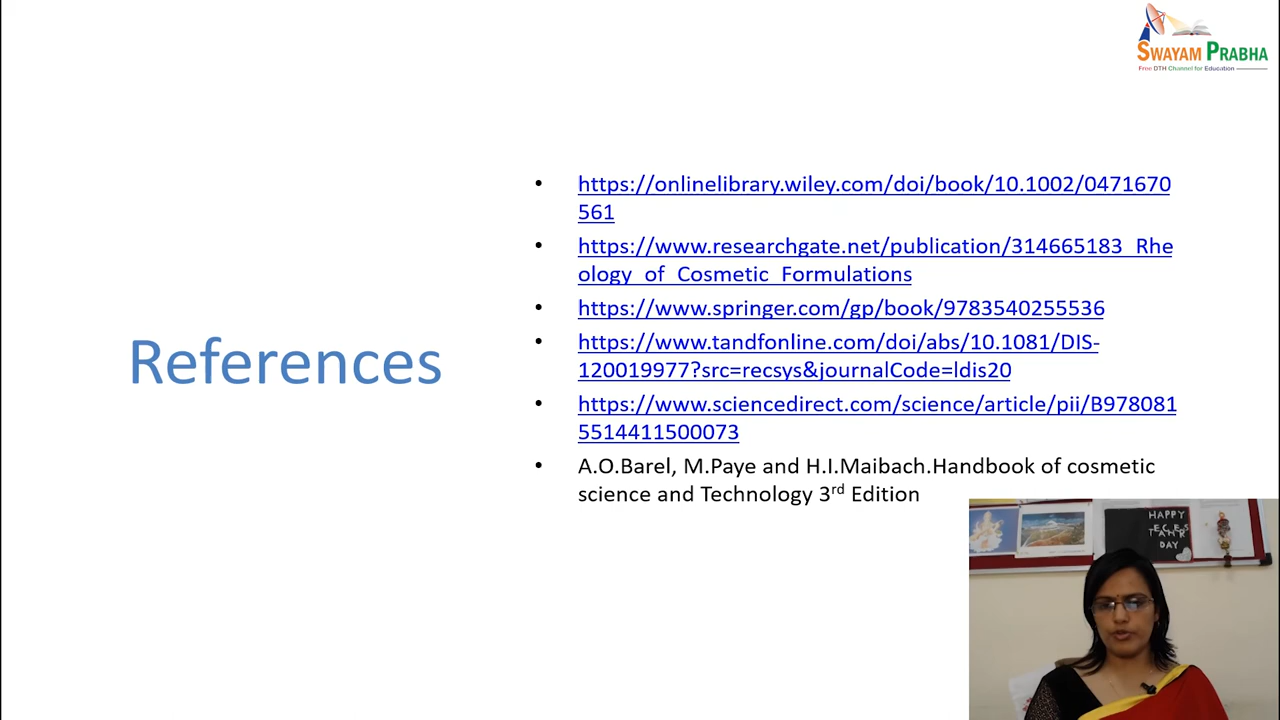 SWAYAM PRABHA
Free DTH Channel for Education
References
• https://onlinelibrary.wiley.com/doi/book/10.1002/0471670
561
• https://www.researchgate.net/publication/314665183_Rhe
ology_of_Cosmetic_Formulations
• https://www.springer.com/gp/book/9783540255536
• https://www.tandfonline.com/doi/abs/10.1081/DIS-
120019977?src=recsys&journalCode=ldis20
• https://www.sciencedirect.com/science/article/pii/B978081
5514411500073
• A.O.Barel, M.Paye and H.I.Maibach.Handbook of cosmetic
science and Technology 3rd Edition
HAPPY
DAY